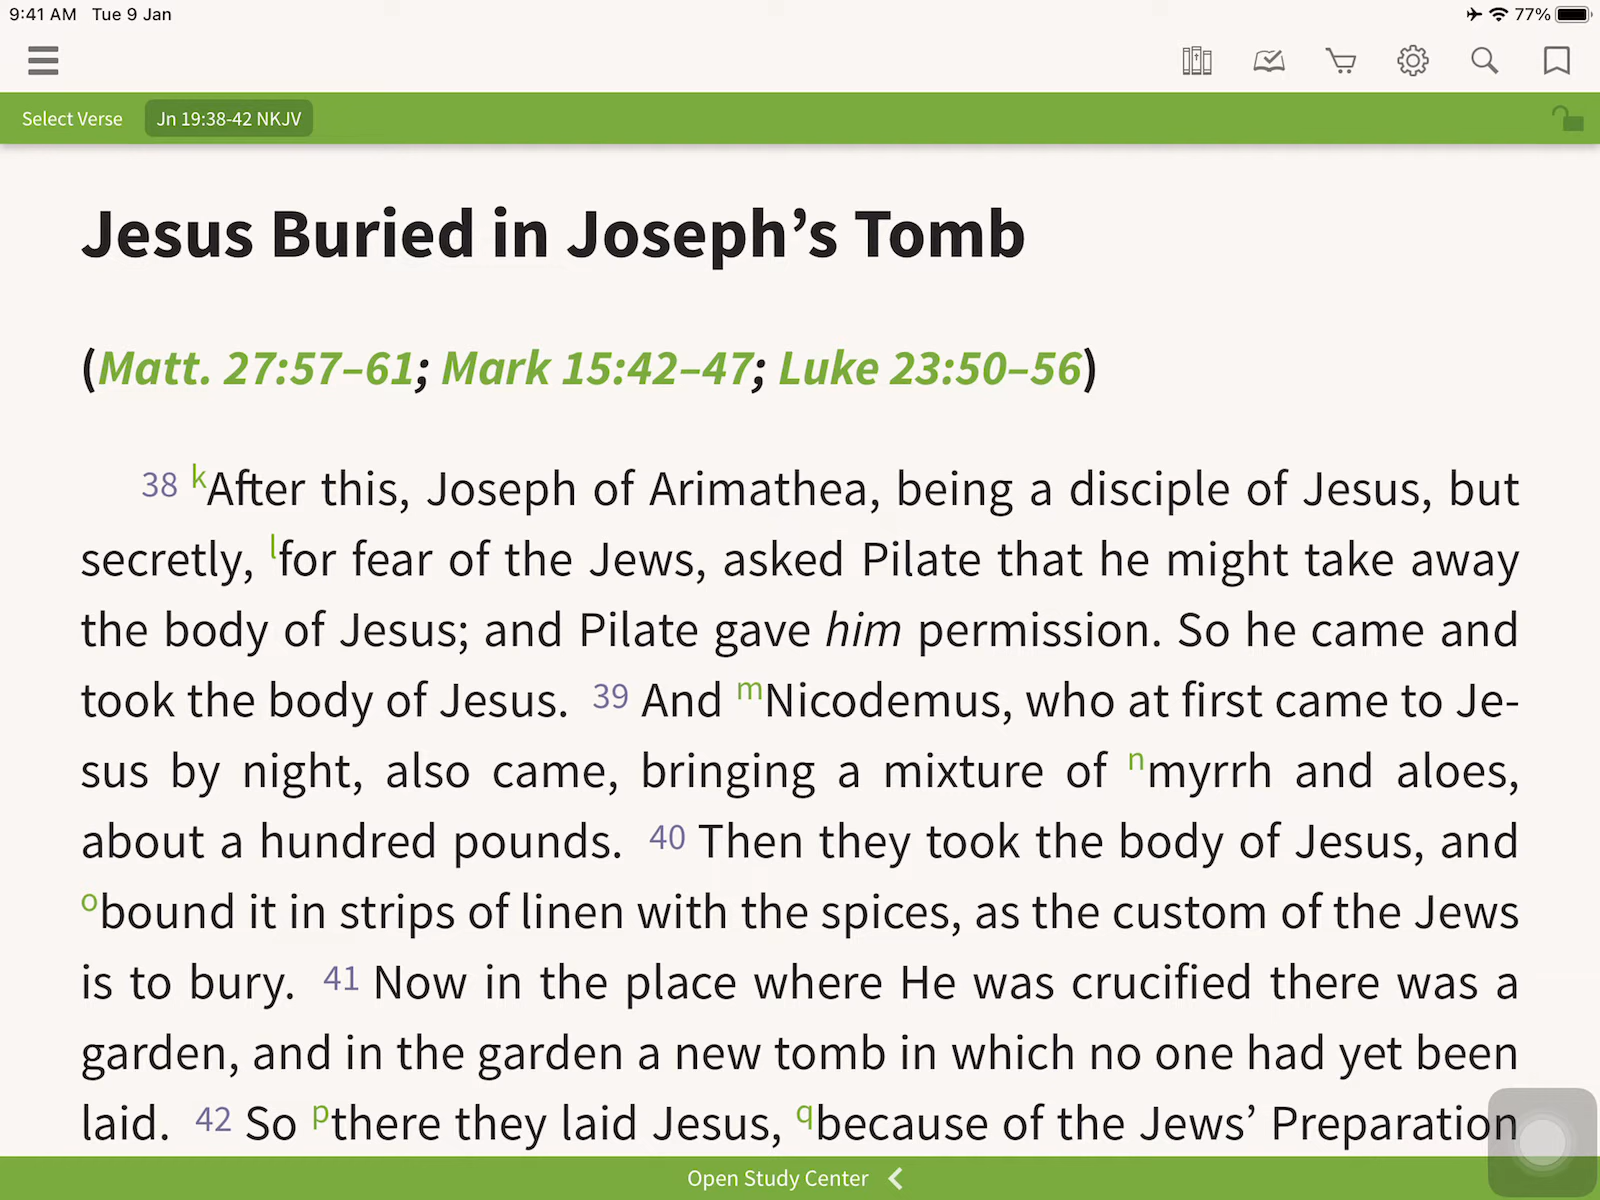 9:41 AM Tue 9 Jan 77%
Select Verse Jn 19:38-42 NKJV
Jesus Buried in Joseph’s Tomb
(Matt. 27:57–61; Mark 15:42–47; Luke 23:50–56)
38 kAfter this, Joseph of Arimathea, being a disciple of Jesus, but
secretly, lfor fear of the Jews, asked Pilate that he might take away
the body of Jesus; and Pilate gave him permission. So he came and
took the body of Jesus. 39 And mNicodemus, who at first came to Je-
sus by night, also came, bringing a mixture of nmyrrh and aloes,
about a hundred pounds. 40 Then they took the body of Jesus, and
obound it in strips of linen with the spices, as the custom of the Jews
is to bury. 41 Now in the place where He was crucified there was a
garden, and in the garden a new tomb in which no one had yet been
laid. 42 So pthere they laid Jesus, qbecause of the Jews’ Preparation
Open Study Center